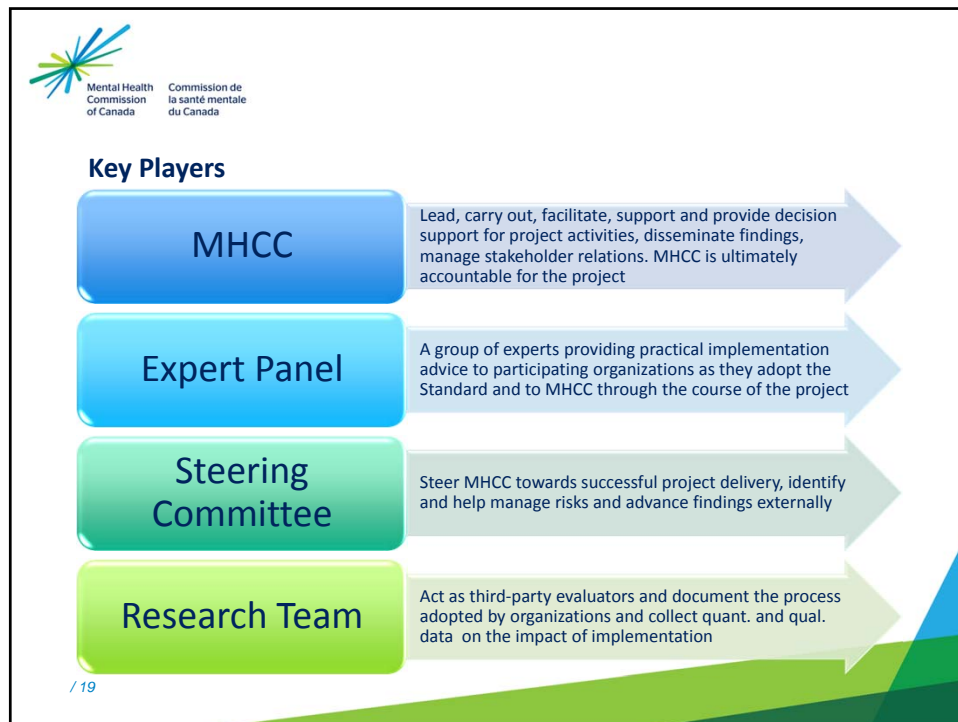 Mental Health Commission of Canada
Commission de la santé mentale du Canada
Key Players
MHCC
Lead, carry out, facilitate, support and provide decision
support for project activities, disseminate findings,
manage stakeholder relations. MHCC is ultimately
accountable for the project
Expert Panel
A group of experts providing practical implementation
advice to participating organizations as they adopt the
Standard and to MHCC through the course of the project
Steering
Committee
Steer MHCC towards successful project delivery, identify
and help manage risks and advance findings externally
Research Team
Act as third-party evaluators and document the process
adopted by organizations and collect quant. and qual.
data on the impact of implementation
/ 19